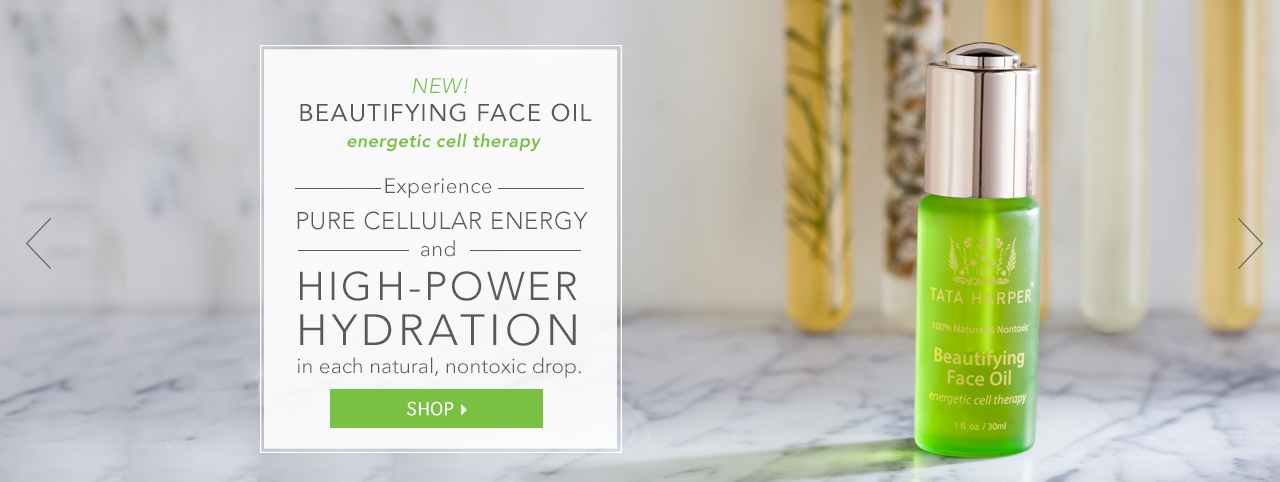 NEW!
BEAUTIFYING FACE OIL
energetic cell therapy
Experience
PURE CELLULAR ENERGY
and
HIGH-POWER
HYDRATION
in each natural, nontoxic drop.
SHOP
TATA HARPER™
100% Natural & Nontoxic
Beautifying
Face Oil
energetic cell therapy
1 fl. oz. / 30ml